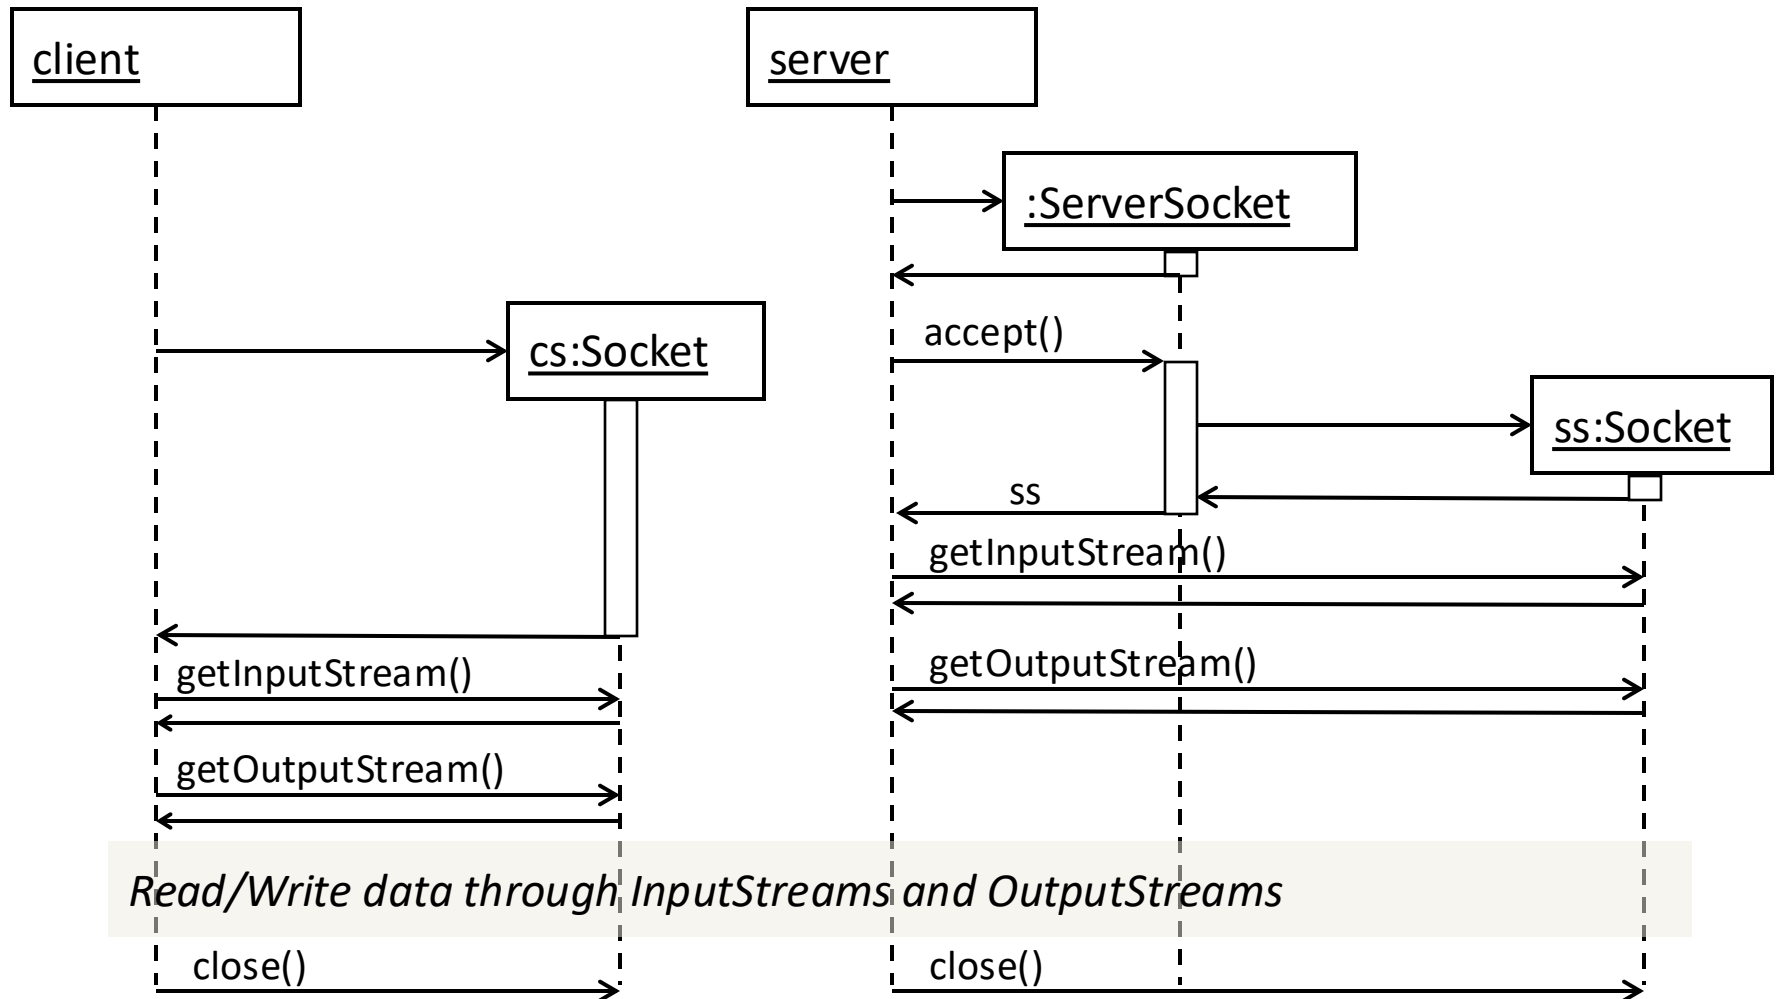 client
server
:ServerSocket
accept()
cs:Socket
ss:Socket
ss
getInputStream()
getOutputStream()
getInputStream()
getOutputStream()
Read/Write data through InputStreams and OutputStreams
close()
close()